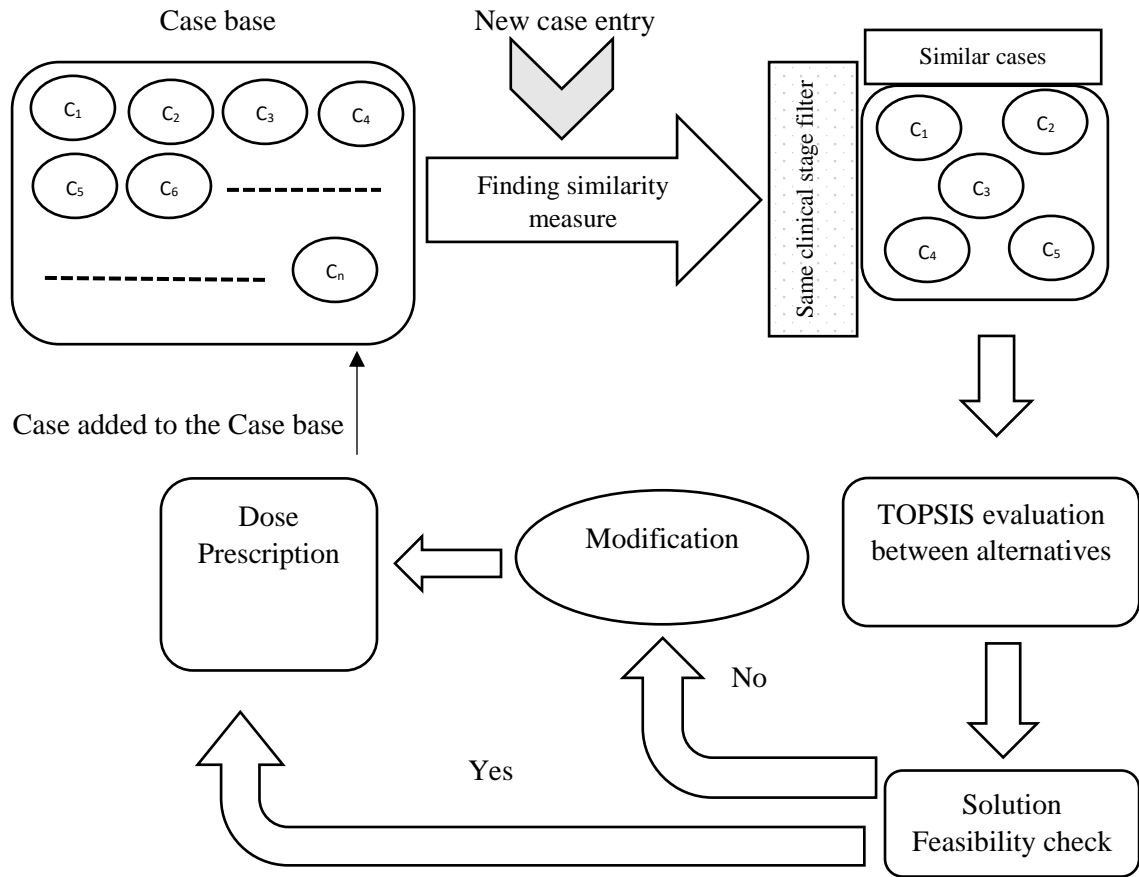 Case base
New case entry
C₁
C₂
C₃
C₄
C₅
C₆
Cₙ
Finding similarity
measure
Same clinical stage filter
Similar cases
C₁
C₂
C₃
C₄
C₅
Case added to the Case base
Dose
Prescription
Modification
TOPSIS evaluation
between alternatives
No
Yes
Solution
Feasibility check